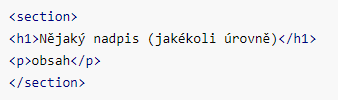 <section>
<h1>Nějaký nadpis (jakékoli úrovně)</h1>
<p>obsah</p>
</section>